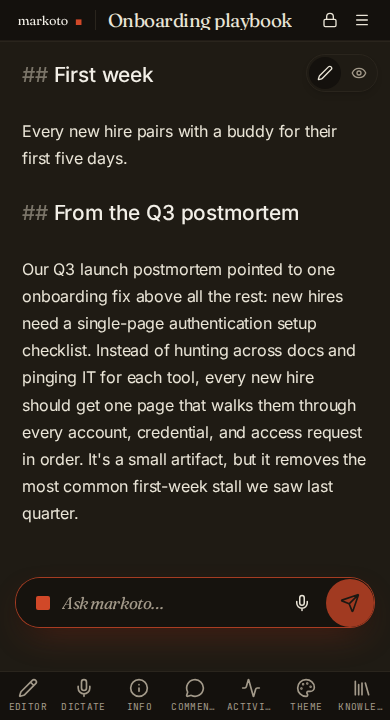 markoto
Onboarding playbook
## First week
Every new hire pairs with a buddy for their
first five days.
## From the Q3 postmortem
Our Q3 launch postmortem pointed to one
onboarding fix above all the rest: new hires
need a single-page authentication setup
checklist. Instead of hunting across docs and
pinging IT for each tool, every new hire
should get one page that walks them through
every account, credential, and access request
in order. It's a small artifact, but it removes the
most common first-week stall we saw last
quarter.
Ask markoto...
EDITOR DICTATE INFO COMMEN… ACTIVI… THEME KNOWLE…